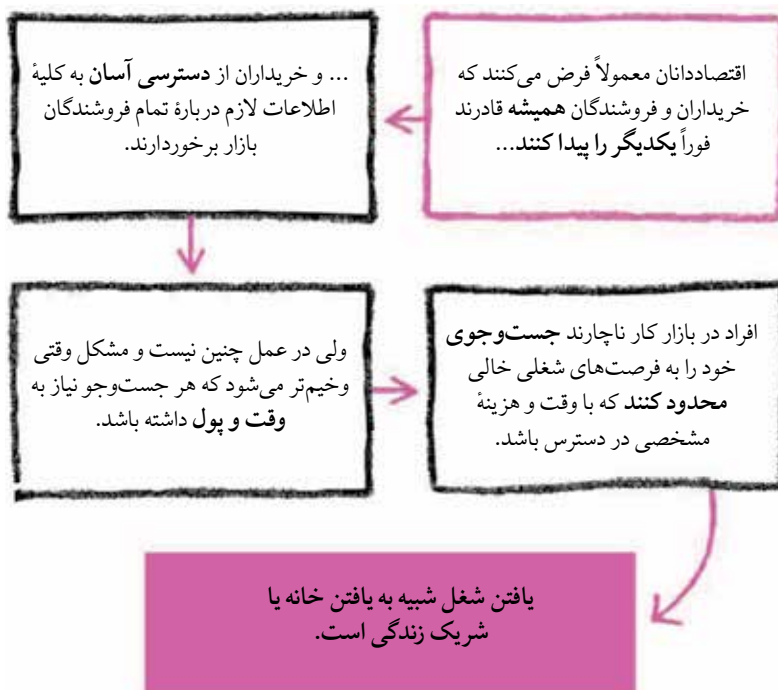 اقتصاددانان معمولاً فرض می‌کنند که
خریداران و فروشندگان همیشه قادرند
فوراً یکدیگر را پیدا کنند...
... و خریداران از دسترسی آسان به کلیهٔ
اطلاعات لازم دربارهٔ تمام فروشندگان
بازار برخوردارند.
ولی در عمل چنین نیست و مشکل وقتی
وخیم‌تر می‌شود که هر جست‌وجو نیاز به
وقت و پول داشته باشد.
افراد در بازار کار ناچارند جست‌وجوی
خود را به فرصت‌های شغلی خالی
محدود کنند که با وقت و هزینهٔ
مشخصی در دسترس باشد.
یافتن شغل شبیه به یافتن خانه یا
شریک زندگی است.